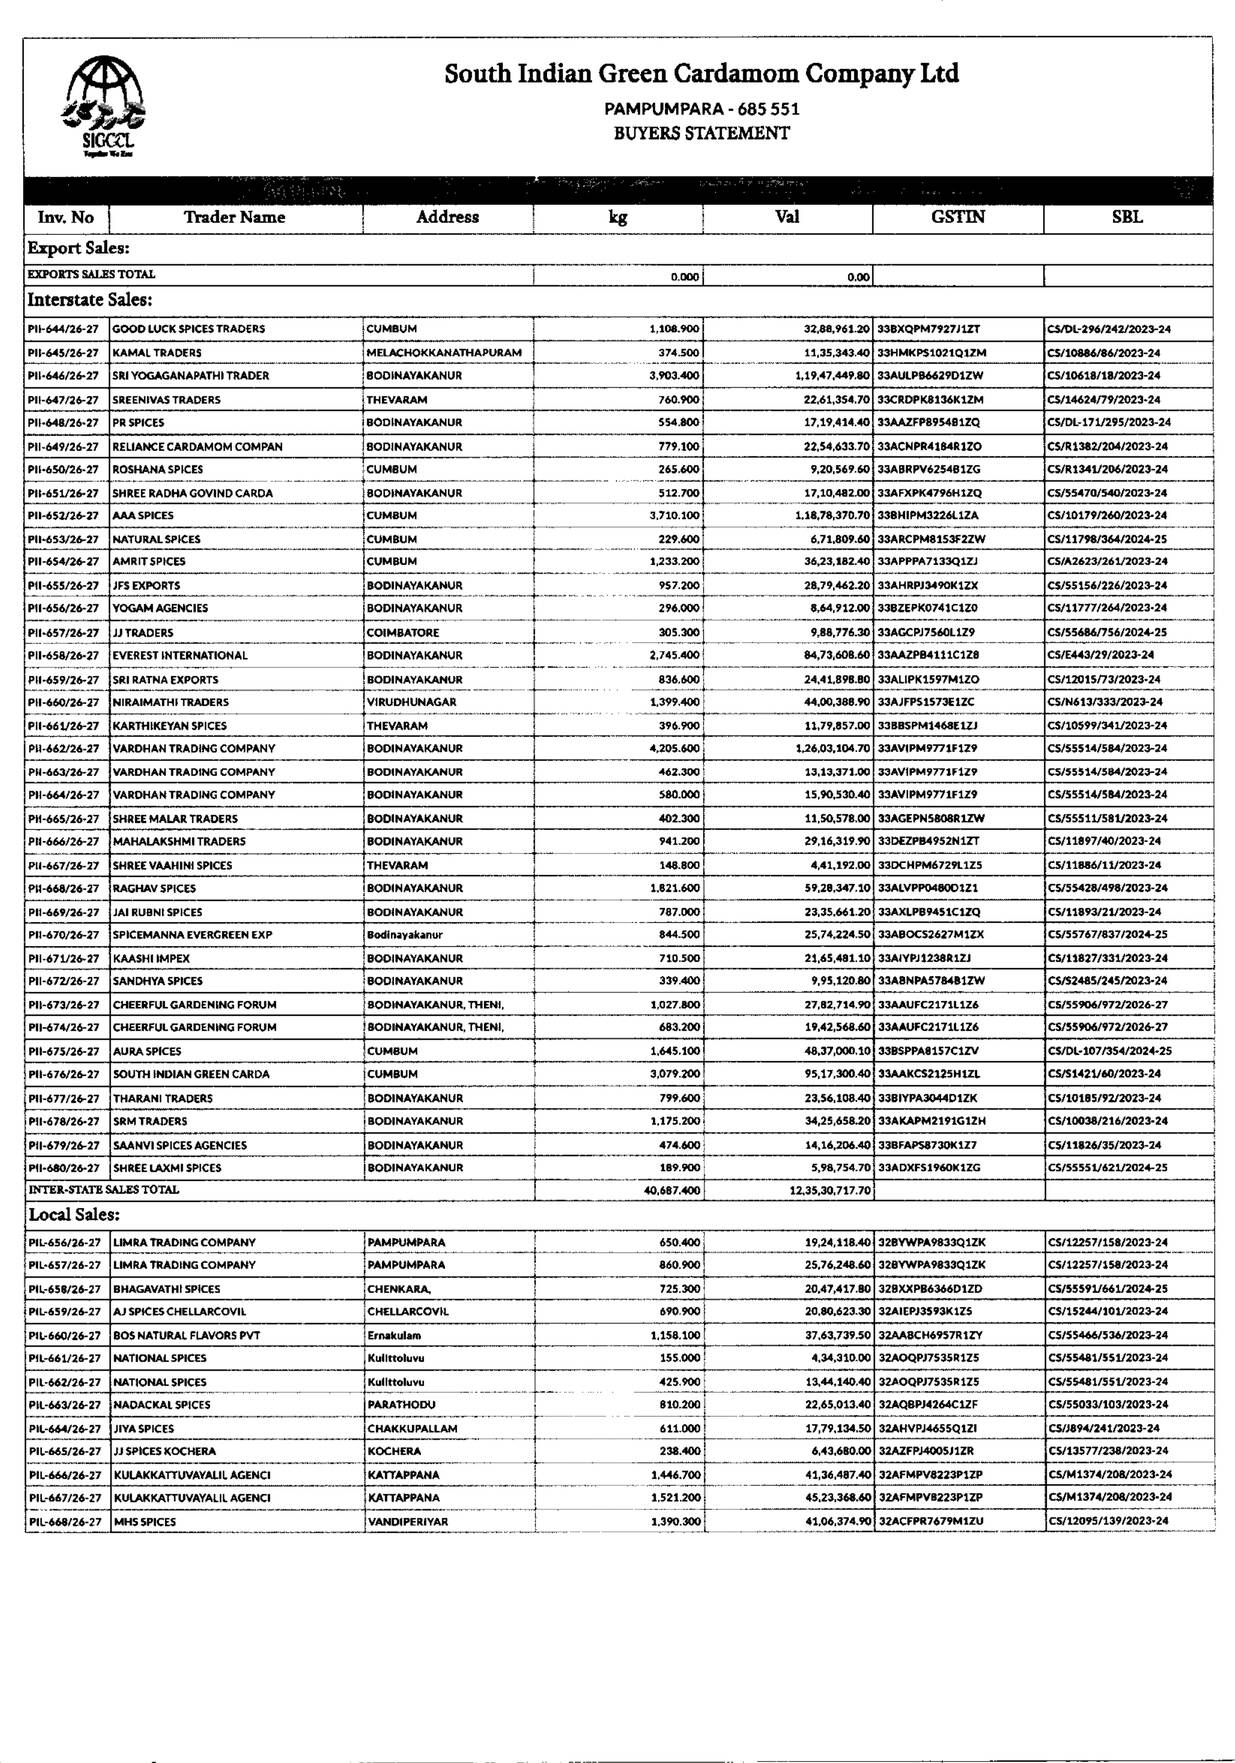 South Indian Green Cardamom Company Ltd
PAMPUMPARA - 685 551
BUYERS STATEMENT
SIGCCL
Together We Grow
Inv. No Trader Name Address kg Val GSTIN SBL
Export Sales:
EXPORTS SALES TOTAL 0.000 0.00
Interstate Sales:
PII-644/26-27 GOOD LUCK SPICES TRADERS CUMBUM 1,108.900 32,88,961.20 33BXQPM7927J1ZT CS/DL-296/242/2023-24
PII-645/26-27 KAMAL TRADERS MELACHOKKANATHAPURAM 374.500 11,35,343.40 33HMKPS1021Q1ZM CS/10886/86/2023-24
PII-646/26-27 SRI YOGAGANAPATHI TRADER BODINAYAKANUR 3,903.400 1,19,47,449.80 33AULPB6629D1ZW CS/10618/18/2023-24
PII-647/26-27 SREENIVAS TRADERS THEVARAM 760.900 22,61,354.70 33CRDPK8136K1ZM CS/14624/79/2023-24
PII-648/26-27 PR SPICES BODINAYAKANUR 554.800 17,19,414.40 33AAZFP8954B1ZQ CS/DL-171/295/2023-24
PII-649/26-27 RELIANCE CARDAMOM COMPAN BODINAYAKANUR 779.100 22,54,633.70 33ACNPR4184R1ZO CS/R1382/204/2023-24
PII-650/26-27 ROSHANA SPICES CUMBUM 265.600 9,20,569.60 33ABRPV6254B1ZG CS/R1341/206/2023-24
PII-651/26-27 SHREE RADHA GOVIND CARDA BODINAYAKANUR 512.700 17,10,482.00 33AFXPK4796H1ZQ CS/55470/540/2023-24
PII-652/26-27 AAA SPICES CUMBUM 3,710.100 1,18,78,370.70 33BHIPM3226L1ZA CS/10179/260/2023-24
PII-653/26-27 NATURAL SPICES CUMBUM 229.600 6,71,809.60 33ARCPM8153F2ZW CS/11798/364/2024-25
PII-654/26-27 AMRIT SPICES CUMBUM 1,233.200 36,23,182.40 33APPPA7133Q1ZJ CS/A2623/261/2023-24
PII-655/26-27 JFS EXPORTS BODINAYAKANUR 957.200 28,79,462.20 33AHRPJ3490K1ZX CS/55156/226/2023-24
PII-656/26-27 YOGAM AGENCIES BODINAYAKANUR 296.000 8,64,912.00 33BZEPK0741C1Z0 CS/11777/264/2023-24
PII-657/26-27 JJ TRADERS COIMBATORE 305.300 9,88,776.30 33AGCPJ7560L1Z9 CS/55686/756/2024-25
PII-658/26-27 EVEREST INTERNATIONAL BODINAYAKANUR 2,745.400 84,73,608.60 33AAZPB4111C1Z8 CS/E443/29/2023-24
PII-659/26-27 SRI RATNA EXPORTS BODINAYAKANUR 836.600 24,41,898.80 33ALIPK1597M1ZO CS/12015/73/2023-24
PII-660/26-27 NIRAIMATHI TRADERS VIRUDHUNAGAR 1,399.400 44,00,388.90 33AJFPS1573E1ZC CS/N613/333/2023-24
PII-661/26-27 KARTHIKEYAN SPICES THEVARAM 396.900 11,79,857.00 33BBSPM1468E1ZJ CS/10599/341/2023-24
PII-662/26-27 VARDHAN TRADING COMPANY BODINAYAKANUR 4,205.600 1,26,03,104.70 33AVIPM9771F1Z9 CS/55514/584/2023-24
PII-663/26-27 VARDHAN TRADING COMPANY BODINAYAKANUR 462.300 13,13,371.00 33AVIPM9771F1Z9 CS/55514/584/2023-24
PII-664/26-27 VARDHAN TRADING COMPANY BODINAYAKANUR 580.000 15,90,530.40 33AVIPM9771F1Z9 CS/55514/584/2023-24
PII-665/26-27 SHREE MALAR TRADERS BODINAYAKANUR 402.300 11,50,578.00 33AGEPN5808R1ZW CS/55511/581/2023-24
PII-666/26-27 MAHALAKSHMI TRADERS BODINAYAKANUR 941.200 29,16,319.90 33DEZPB4952N1ZT CS/11897/40/2023-24
PII-667/26-27 SHREE VAAHINI SPICES THEVARAM 148.800 4,41,192.00 33DCHPM6729L1Z5 CS/11886/11/2023-24
PII-668/26-27 RAGHAV SPICES BODINAYAKANUR 1,821.600 59,28,347.10 33ALVPP0480D1Z1 CS/55428/498/2023-24
PII-669/26-27 JAI RUBNI SPICES BODINAYAKANUR 787.000 23,35,661.20 33AXLPB9451C1ZQ CS/11893/21/2023-24
PII-670/26-27 SPICEMANNA EVERGREEN EXP Bodinayakanur 844.500 25,74,224.50 33ABOCS2627M1ZX CS/55767/837/2024-25
PII-671/26-27 KAASHI IMPEX BODINAYAKANUR 710.500 21,65,481.10 33AIYPJ1238R1ZJ CS/11827/331/2023-24
PII-672/26-27 SANDHYA SPICES BODINAYAKANUR 339.400 9,95,120.80 33ABNPA5784B1ZW CS/S2485/245/2023-24
PII-673/26-27 CHEERFUL GARDENING FORUM BODINAYAKANUR, THENI, 1,027.800 27,82,714.90 33AAUFC2171L1Z6 CS/55906/972/2026-27
PII-674/26-27 CHEERFUL GARDENING FORUM BODINAYAKANUR, THENI, 683.200 19,42,568.60 33AAUFC2171L1Z6 CS/55906/972/2026-27
PII-675/26-27 AURA SPICES CUMBUM 1,645.100 48,37,000.10 33BSPPA8157C1ZV CS/DL-107/354/2024-25
PII-676/26-27 SOUTH INDIAN GREEN CARDA CUMBUM 3,079.200 95,17,300.40 33AAKCS2125H1ZL CS/S1421/60/2023-24
PII-677/26-27 THARANI TRADERS BODINAYAKANUR 799.600 23,56,108.40 33BIYPA3044D1ZK CS/10185/92/2023-24
PII-678/26-27 SRM TRADERS BODINAYAKANUR 1,175.200 34,25,658.20 33AKAPM2191G1ZH CS/10038/216/2023-24
PII-679/26-27 SAANVI SPICES AGENCIES BODINAYAKANUR 474.600 14,16,206.40 33BFAPS8730K1Z7 CS/11826/35/2023-24
PII-680/26-27 SHREE LAXMI SPICES BODINAYAKANUR 189.900 5,98,754.70 33ADXFS1960K1ZG CS/55551/621/2024-25
INTER-STATE SALES TOTAL 40,687.400 12,35,30,717.70
Local Sales:
PIL-656/26-27 LIMRA TRADING COMPANY PAMPUMPARA 650.400 19,24,118.40 32BYWPA9833Q1ZK CS/12257/158/2023-24
PIL-657/26-27 LIMRA TRADING COMPANY PAMPUMPARA 860.900 25,76,248.60 32BYWPA9833Q1ZK CS/12257/158/2023-24
PIL-658/26-27 BHAGAVATHI SPICES CHENKARA, 725.300 20,47,417.80 32BXXPB6366D1ZD CS/55591/661/2024-25
PIL-659/26-27 AJ SPICES CHELLARCOVIL CHELLARCOVIL 690.900 20,80,623.30 32AIEPJ3593K1Z5 CS/15244/101/2023-24
PIL-660/26-27 BOS NATURAL FLAVORS PVT Ernakulam 1,158.100 37,63,739.50 32AABCH6957R1ZY CS/55466/536/2023-24
PIL-661/26-27 NATIONAL SPICES Kulittoluvu 155.000 4,34,310.00 32AOQPJ7535R1Z5 CS/55481/551/2023-24
PIL-662/26-27 NATIONAL SPICES Kulittoluvu 425.900 13,44,140.40 32AOQPJ7535R1Z5 CS/55481/551/2023-24
PIL-663/26-27 NADACKAL SPICES PARATHODU 810.200 22,65,013.40 32AQBPJ4264C1ZF CS/55033/103/2023-24
PIL-664/26-27 JIYA SPICES CHAKKUPALLAM 611.000 17,79,134.50 32AHVPJ4655Q1ZI CS/J894/241/2023-24
PIL-665/26-27 JJ SPICES KOCHERA KOCHERA 238.400 6,43,680.00 32AZFPJ4005J1ZR CS/13577/238/2023-24
PIL-666/26-27 KULAKKATTUVAYALIL AGENCI KATTAPPANA 1,446.700 41,36,487.40 32AFMPV8223P1ZP CS/M1374/208/2023-24
PIL-667/26-27 KULAKKATTUVAYALIL AGENCI KATTAPPANA 1,521.200 45,23,368.60 32AFMPV8223P1ZP CS/M1374/208/2023-24
PIL-668/26-27 MHS SPICES VANDIPERIYAR 1,390.300 41,06,374.90 32ACFPR7679M1ZU CS/12095/139/2023-24